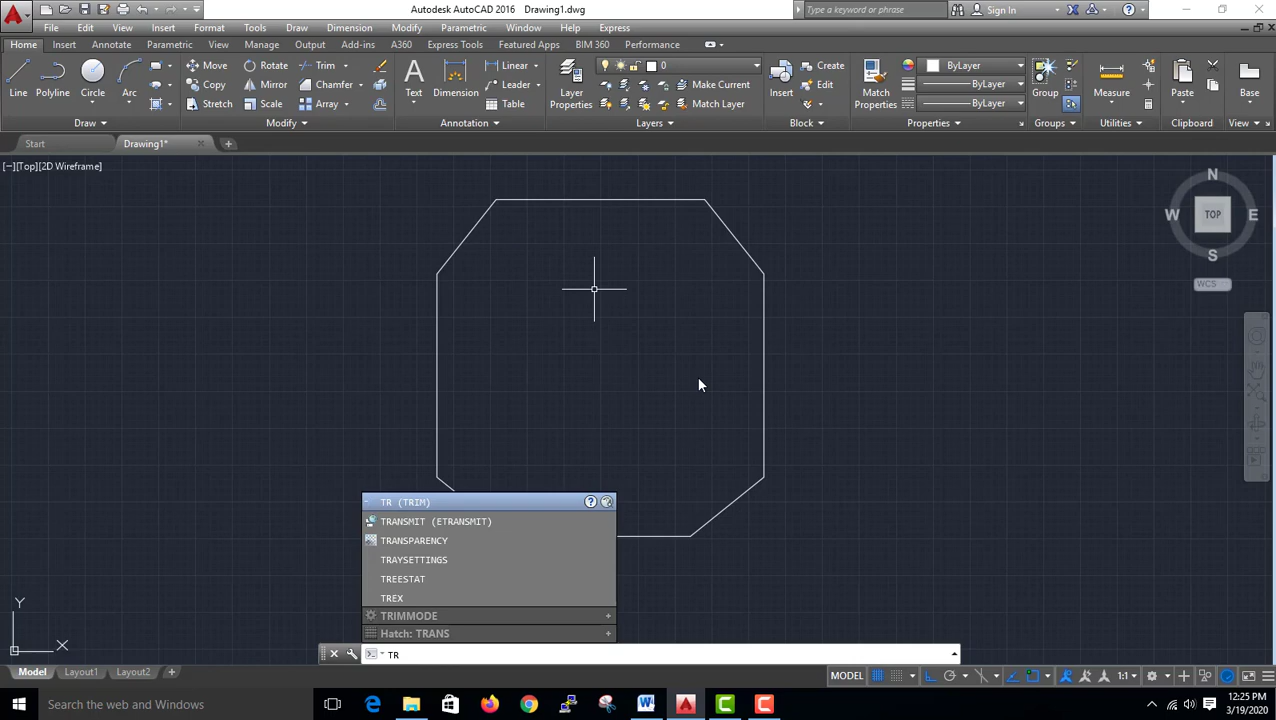 Autodesk AutoCAD 2016 Drawing1.dwg
Type a keyword or phrase
Sign In
File Edit View Insert Format Tools Draw Dimension Modify Parametric Window Help Express
Home Insert Annotate Parametric View Manage Output Add-ins A360 Express Tools Featured Apps BIM 360 Performance
Line
Polyline
Circle
Arc
Draw
Move
Rotate
Trim
Copy
Mirror
Chamfer
Stretch
Scale
Array
Modify
Text
Dimension
Linear
Leader
Table
Annotation
Layer
Properties
0
Make Current
Match Layer
Layers
Insert
Create
Edit
Block
Match
Properties
ByLayer
ByLayer
ByLayer
Properties
Group
Groups
Measure
Utilities
Paste
Clipboard
Base
View
Start
Drawing1*
[−][Top][2D Wireframe]
N
W
TOP
E
S
WCS
TR (TRIM)
TRANSMIT (ETRANSMIT)
TRANSPARENCY
TRAYSETTINGS
TREESTAT
TREX
TRIMMODE
Hatch: TRANS
TR
Y
X
Model Layout1 Layout2
MODEL
1:1
Search the web and Windows
12:25 PM
3/19/2020